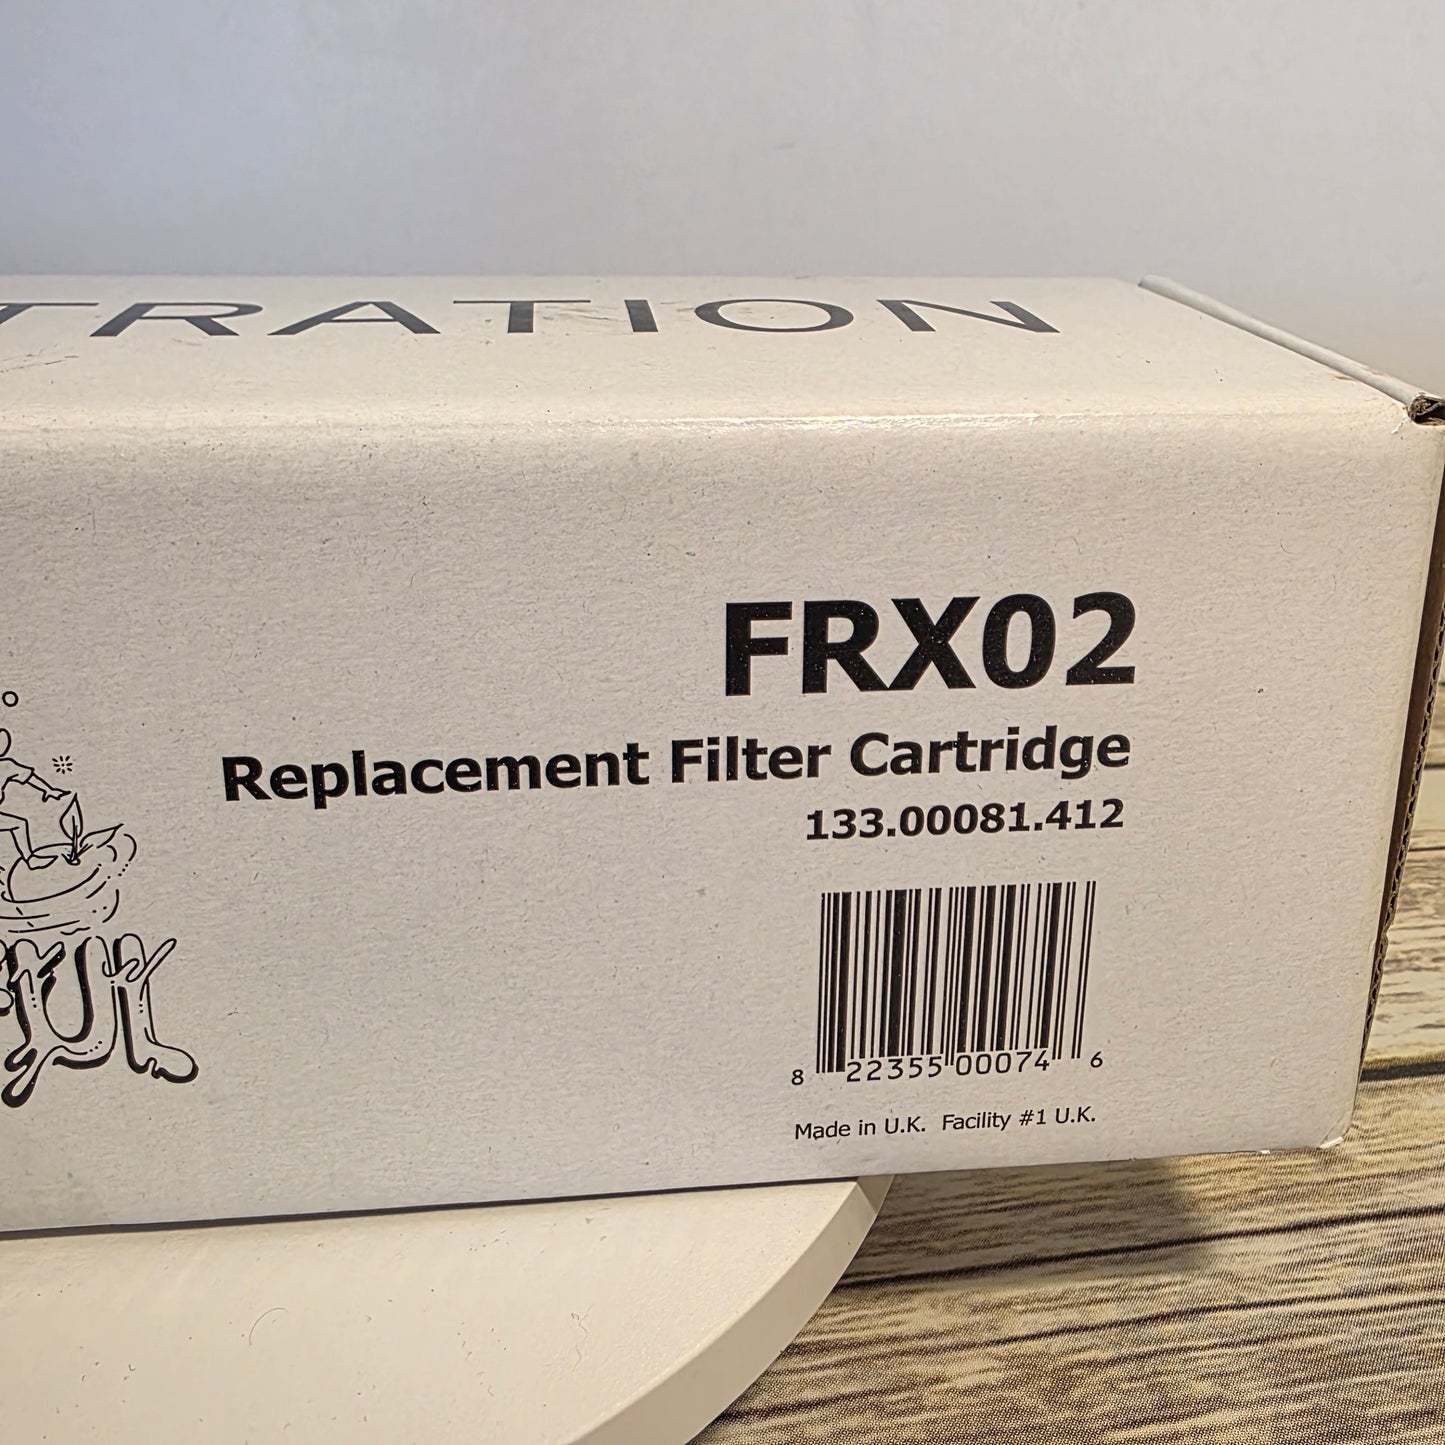 TRATION
FRX02
Replacement Filter Cartridge
133.00081.412
8 22355 00074 6
Made in U.K. Facility #1 U.K.